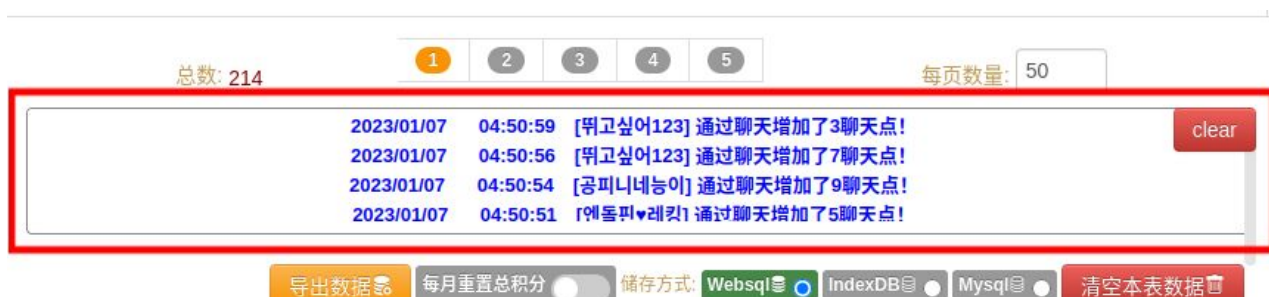 1 2 3 4 5
总数: 214
每页数量: 50
clear
2023/01/07 04:50:59 [뛰고싶어123] 通过聊天增加了3聊天点！
2023/01/07 04:50:56 [뛰고싶어123] 通过聊天增加了7聊天点！
2023/01/07 04:50:54 [공피니네능이] 通过聊天增加了9聊天点！
2023/01/07 04:50:51 [엔돌핀♥레킷] 通过聊天增加了5聊天点！
导出数据 每月重置总积分 储存方式: Websql IndexDB Mysql 清空本表数据